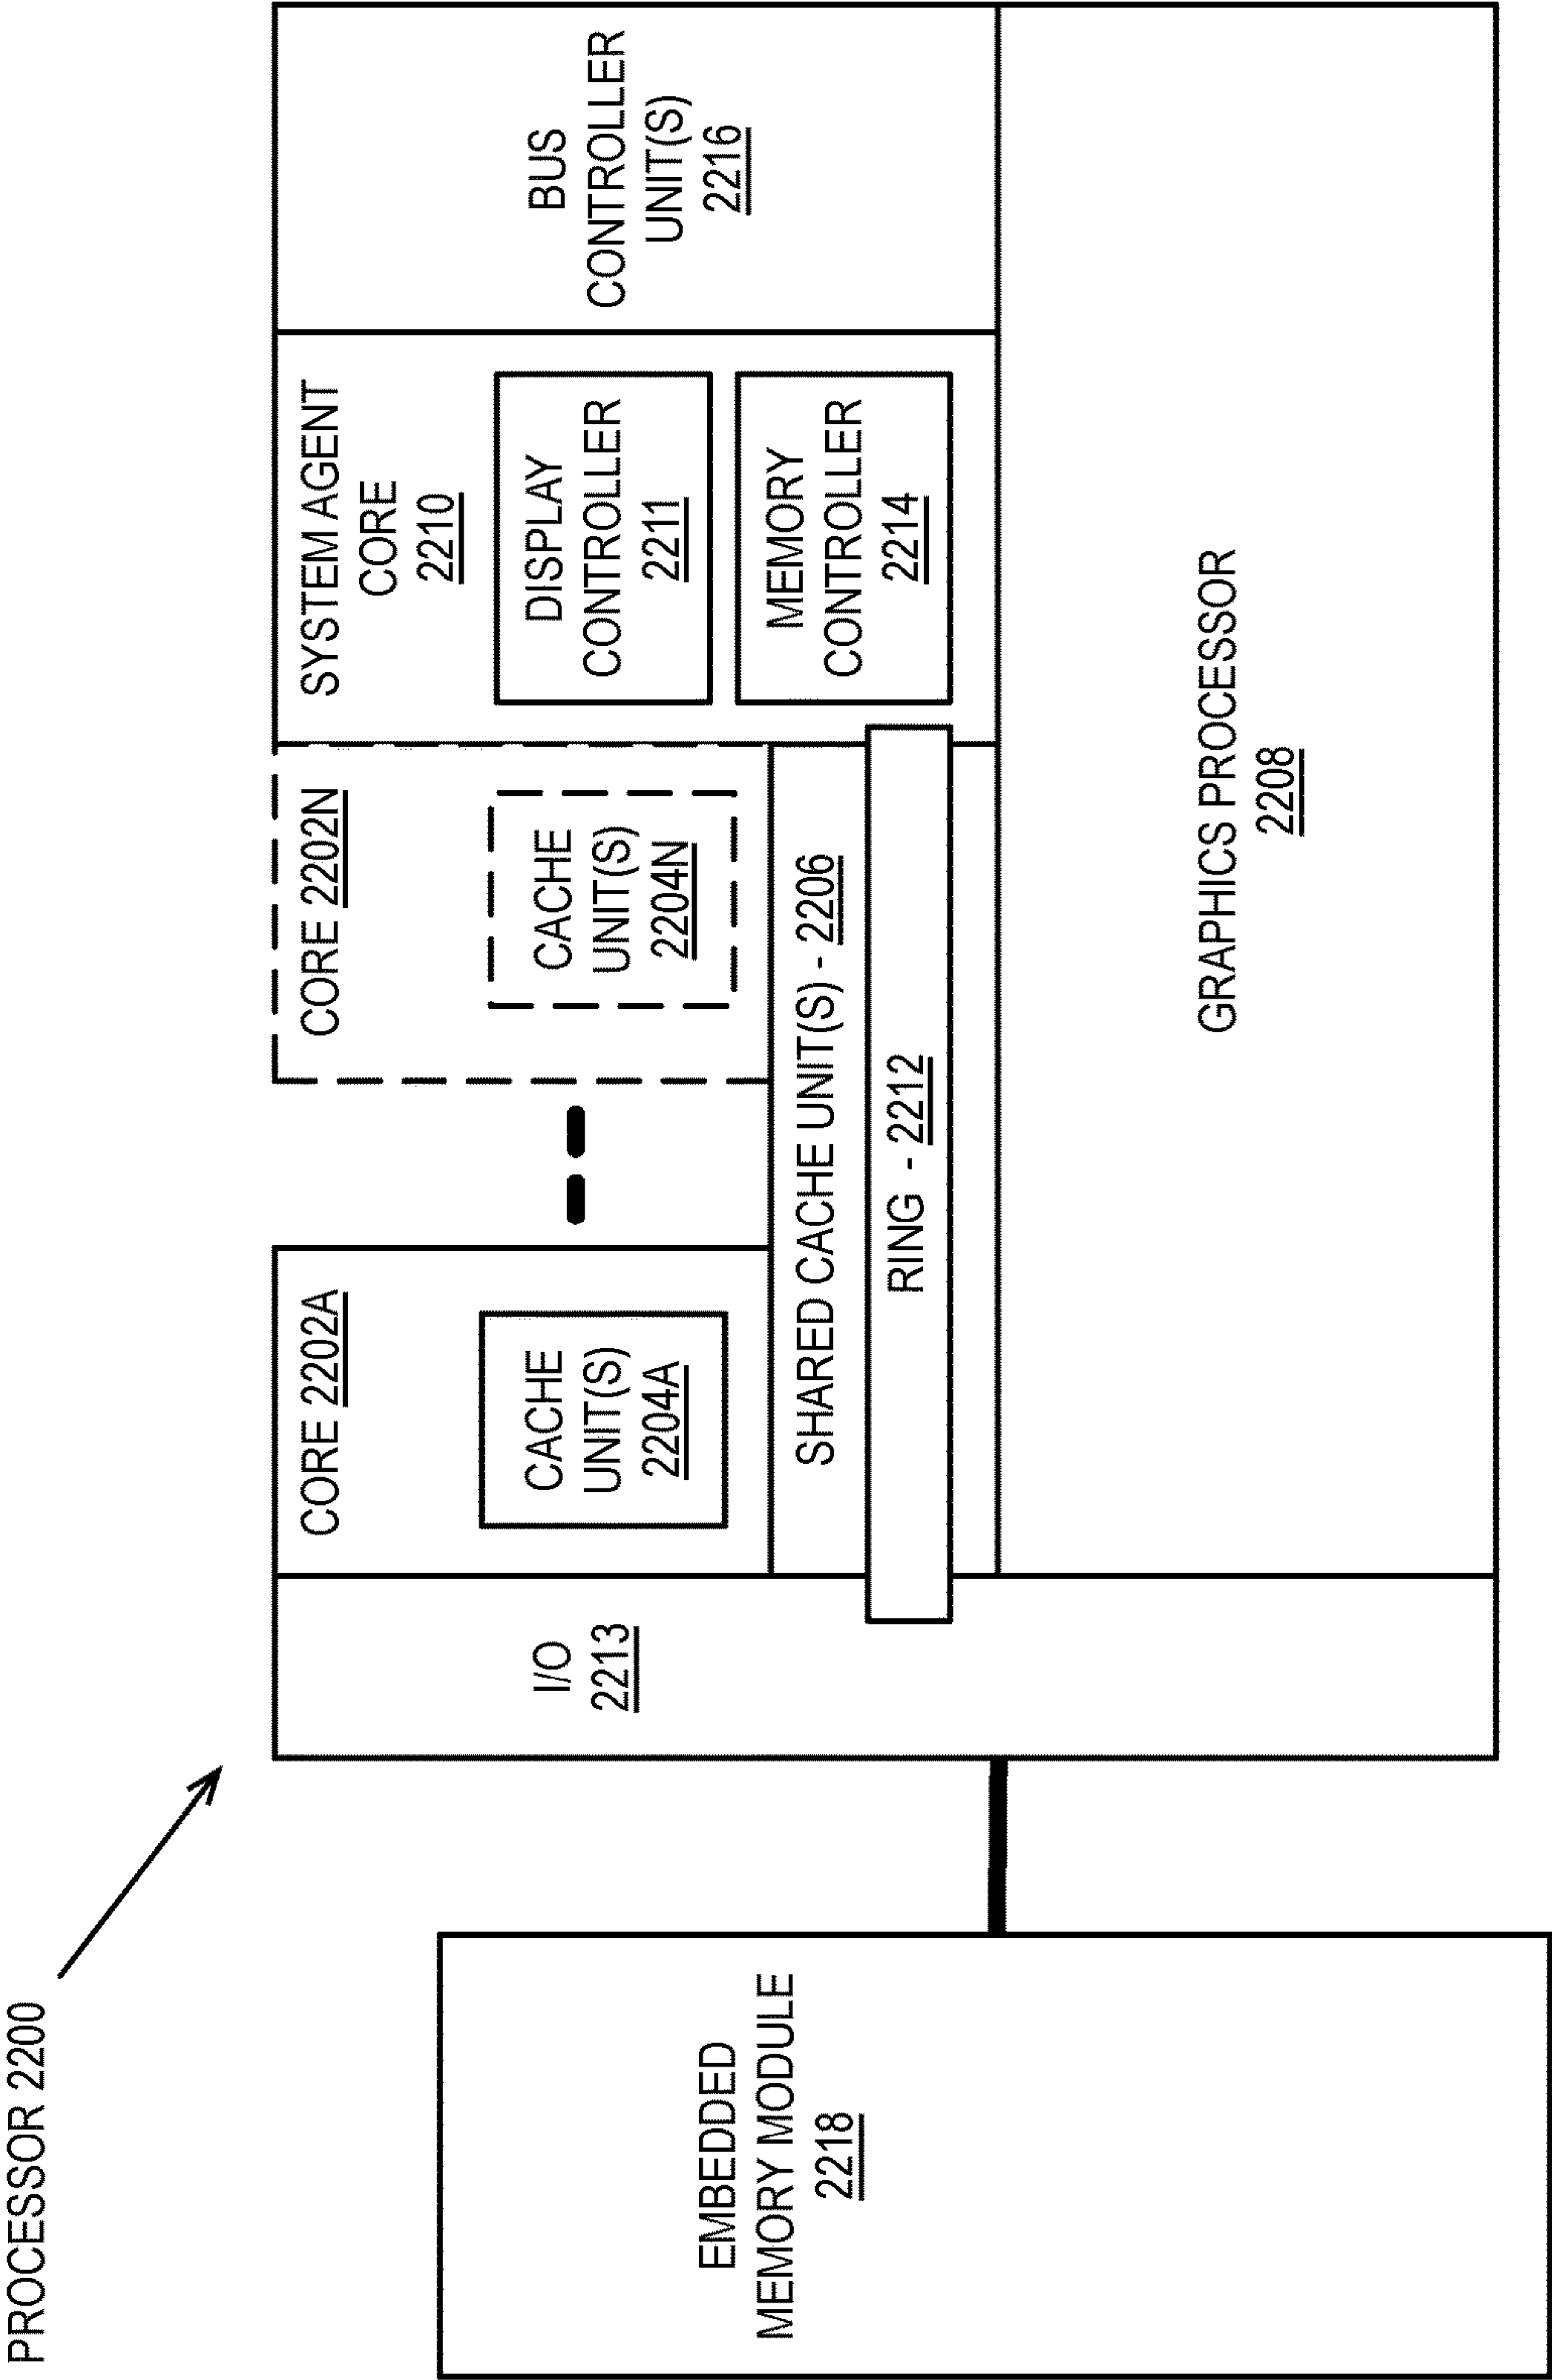 PROCESSOR 2200
EMBEDDED
MEMORY MODULE
2218
I/O
2213
CORE 2202A
CACHE
UNIT(S)
2204A
CORE 2202N
CACHE
UNIT(S)
2204N
SHARED CACHE UNIT(S) - 2206
RING - 2212
SYSTEM AGENT
CORE
2210
DISPLAY
CONTROLLER
2211
MEMORY
CONTROLLER
2214
BUS
CONTROLLER
UNIT(S)
2216
GRAPHICS PROCESSOR
2208